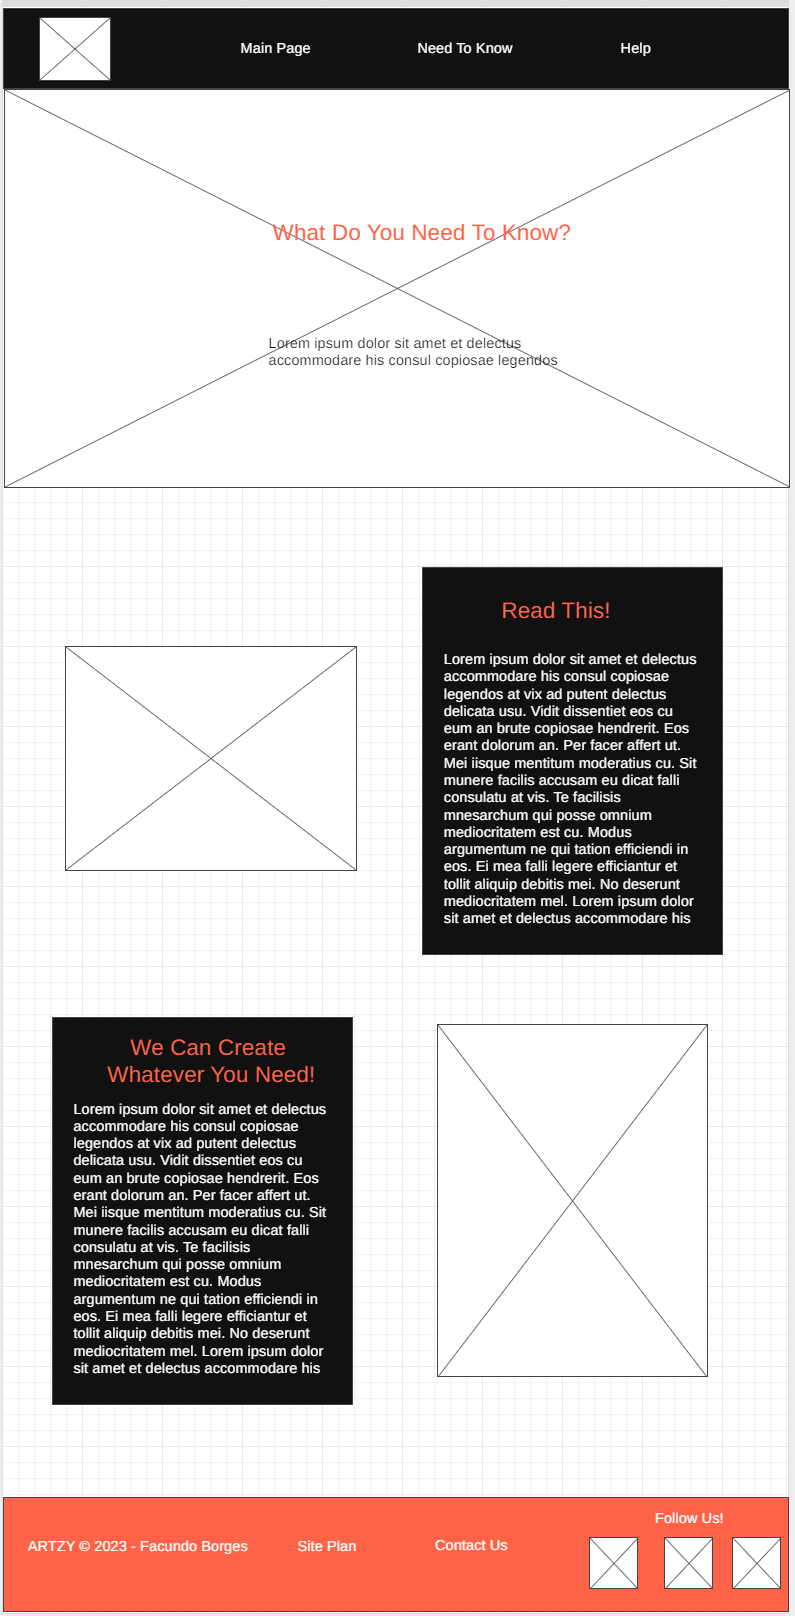 Main Page
Need To Know
Help
What Do You Need To Know?
Lorem ipsum dolor sit amet et delectus
accommodare his consul copiosae legendos
Read This!
Lorem ipsum dolor sit amet et delectus
accommodare his consul copiosae
legendos at vix ad putent delectus
delicata usu. Vidit dissentiet eos cu
eum an brute copiosae hendrerit. Eos
erant dolorum an. Per facer affert ut.
Mei iisque mentitum moderatius cu. Sit
munere facilis accusam eu dicat falli
consulatu at vis. Te facilisis
mnesarchum qui posse omnium
mediocritatem est cu. Modus
argumentum ne qui tation efficiendi in
eos. Ei mea falli legere efficiantur et
tollit aliquip debitis mei. No deserunt
mediocritatem mel. Lorem ipsum dolor
sit amet et delectus accommodare his
We Can Create
Whatever You Need!
Lorem ipsum dolor sit amet et delectus
accommodare his consul copiosae
legendos at vix ad putent delectus
delicata usu. Vidit dissentiet eos cu
eum an brute copiosae hendrerit. Eos
erant dolorum an. Per facer affert ut.
Mei iisque mentitum moderatius cu. Sit
munere facilis accusam eu dicat falli
consulatu at vis. Te facilisis
mnesarchum qui posse omnium
mediocritatem est cu. Modus
argumentum ne qui tation efficiendi in
eos. Ei mea falli legere efficiantur et
tollit aliquip debitis mei. No deserunt
mediocritatem mel. Lorem ipsum dolor
sit amet et delectus accommodare his
ARTZY © 2023 - Facundo Borges
Site Plan
Contact Us
Follow Us!